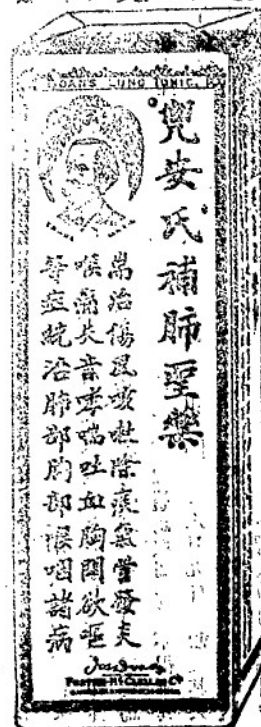 DOAN'S LUNG TONIC
兜安氏補肺聖藥
耑治傷風咳嗽除痰氣管發炎
喉痛失音哮喘吐血胸悶欲嘔
等症統治肺部胸部喉咽諸病
FOSTER-McCLELLAN Co